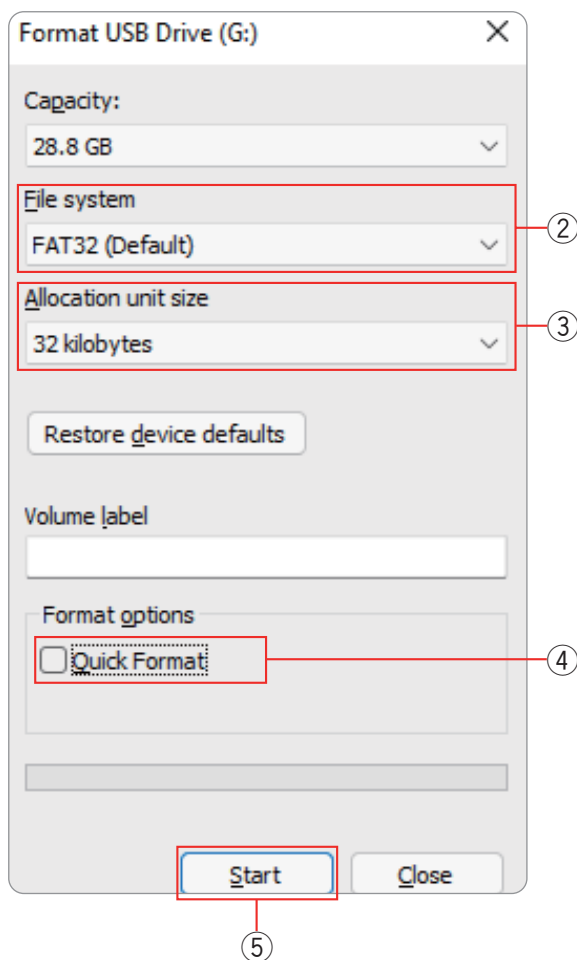 Format USB Drive (G:)
Capacity:
28.8 GB
File system
FAT32 (Default)
②
Allocation unit size
32 kilobytes
③
Restore device defaults
Volume label
Format options
Quick Format
④
Start
Close
⑤